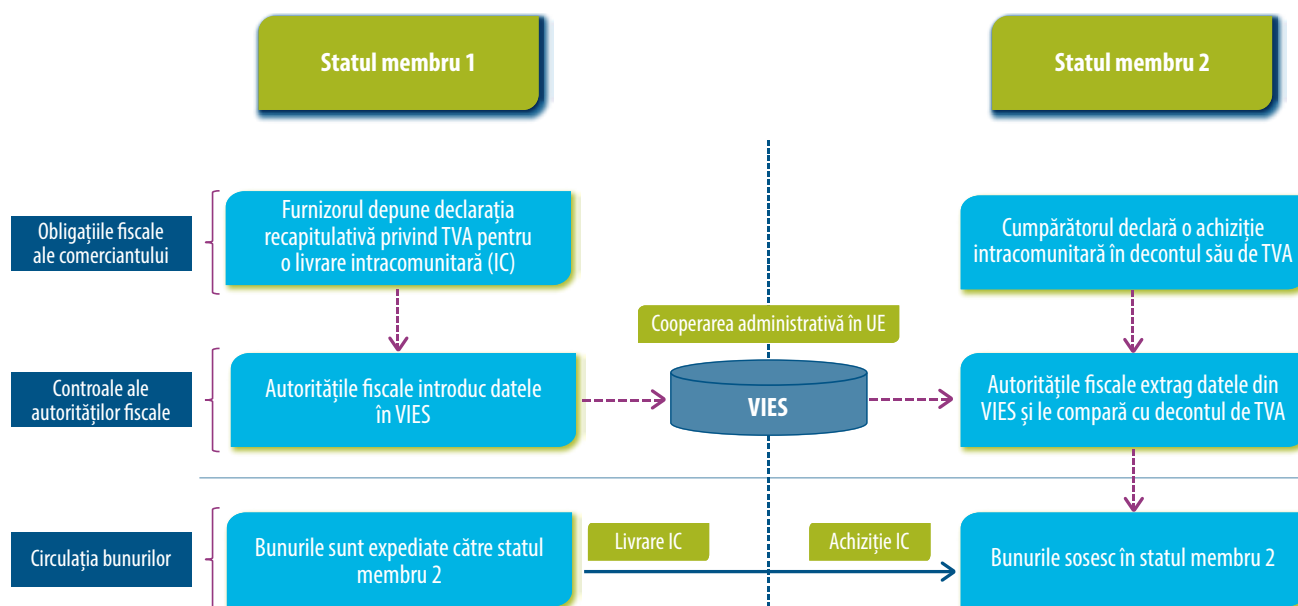 Statul membru 1
Statul membru 2
Obligațiile fiscale
ale comerciantului
Furnizorul depune declarația
recapitulativă privind TVA pentru
o livrare intracomunitară (IC)
Cumpărătorul declară o achiziție
intracomunitară în decontul său de TVA
Cooperarea administrativă în UE
Controale ale
autorităților fiscale
Autoritățile fiscale introduc datele
în VIES
VIES
Autoritățile fiscale extrag datele din
VIES și le compară cu decontul de TVA
Circulația bunurilor
Bunurile sunt expediate către statul
membru 2
Livrare IC
Achiziție IC
Bunurile sosesc în statul membru 2